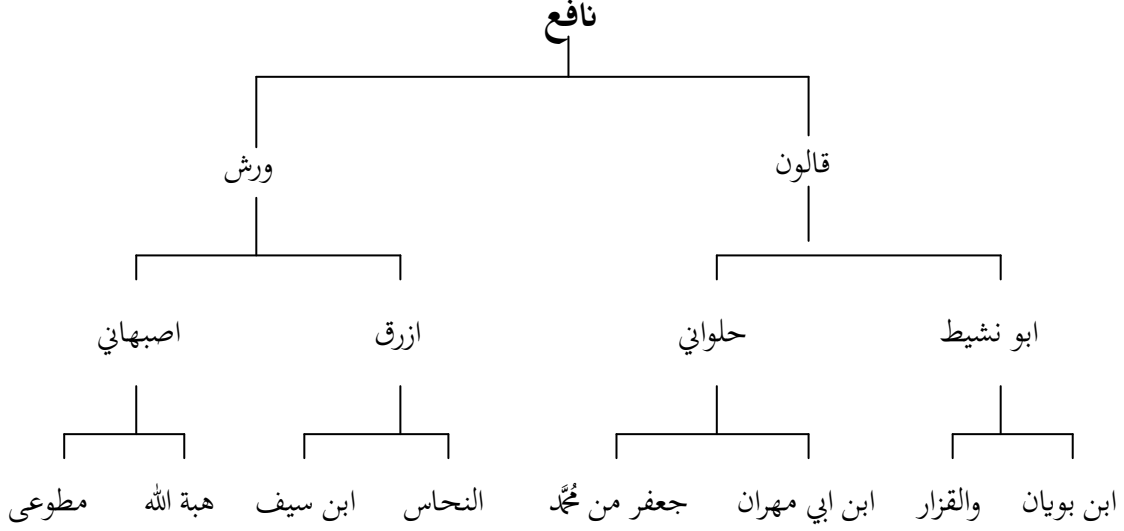 نافع
قالون ورش
ابو نشيط حلواني ازرق اصبهاني
ابن بويان والقزار ابن ابي مهران جعفر من مُحَمَّد النحاس ابن سيف هبة الله مطوعى